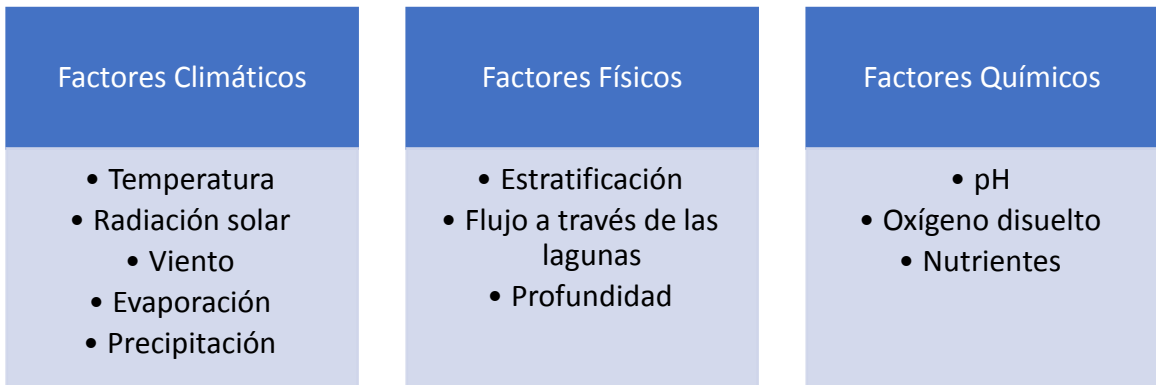 Factores Climáticos
• Temperatura
• Radiación solar
• Viento
• Evaporación
• Precipitación
Factores Físicos
• Estratificación
• Flujo a través de las
lagunas
• Profundidad
Factores Químicos
• pH
• Oxígeno disuelto
• Nutrientes